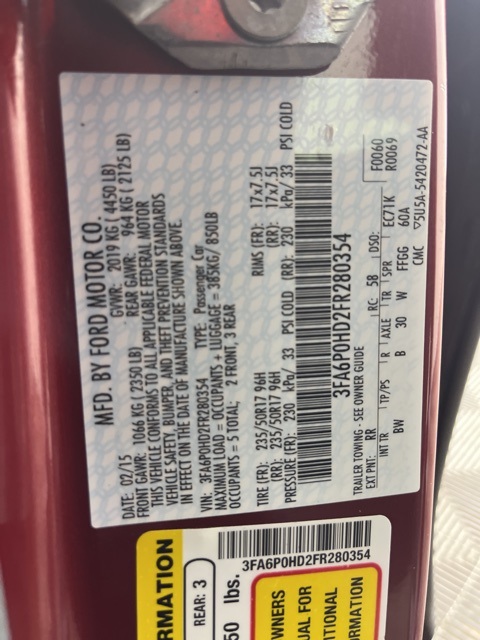 MFD. BY FORD MOTOR CO.
DATE: 02/15 GVWR: 2019 KG ( 4450 LB)
FRONT GAWR: 1066 KG ( 2350 LB) REAR GAWR: 964 KG ( 2125 LB)
THIS VEHICLE CONFORMS TO ALL APPLICABLE FEDERAL MOTOR
VEHICLE SAFETY, BUMPER, AND THEFT PREVENTION STANDARDS
IN EFFECT ON THE DATE OF MANUFACTURE SHOWN ABOVE.
VIN: 3FA6P0HD2FR280354 TYPE: Passenger Car
MAXIMUM LOAD = OCCUPANTS + LUGGAGE = 385KG/ 850LB
OCCUPANTS = 5 TOTAL; 2 FRONT, 3 REAR
TIRE (FR): 235/50R17 96H RIMS (FR): 17x7.5J
(RR): 235/50R17 96H (RR): 17x7.5J
PRESSURE (FR): 230 kPa/ 33 PSI COLD (RR): 230 kPa/ 33 PSI COLD
3FA6P0HD2FR280354
TRAILER TOWING - SEE OWNER GUIDE
F0060
R0069
EXT PNT: RR RC: 58 DSO:
INT TR TP/PS R AXLE TR SPR EC71K
BW B 30 W FFGG 60A
CMC 5U5A-5420472-AA
3FA6P0HD2FR280354
ORMATION
REAR: 3
50 lbs.
OWNERS
UAL FOR
ITIONAL
RMATION